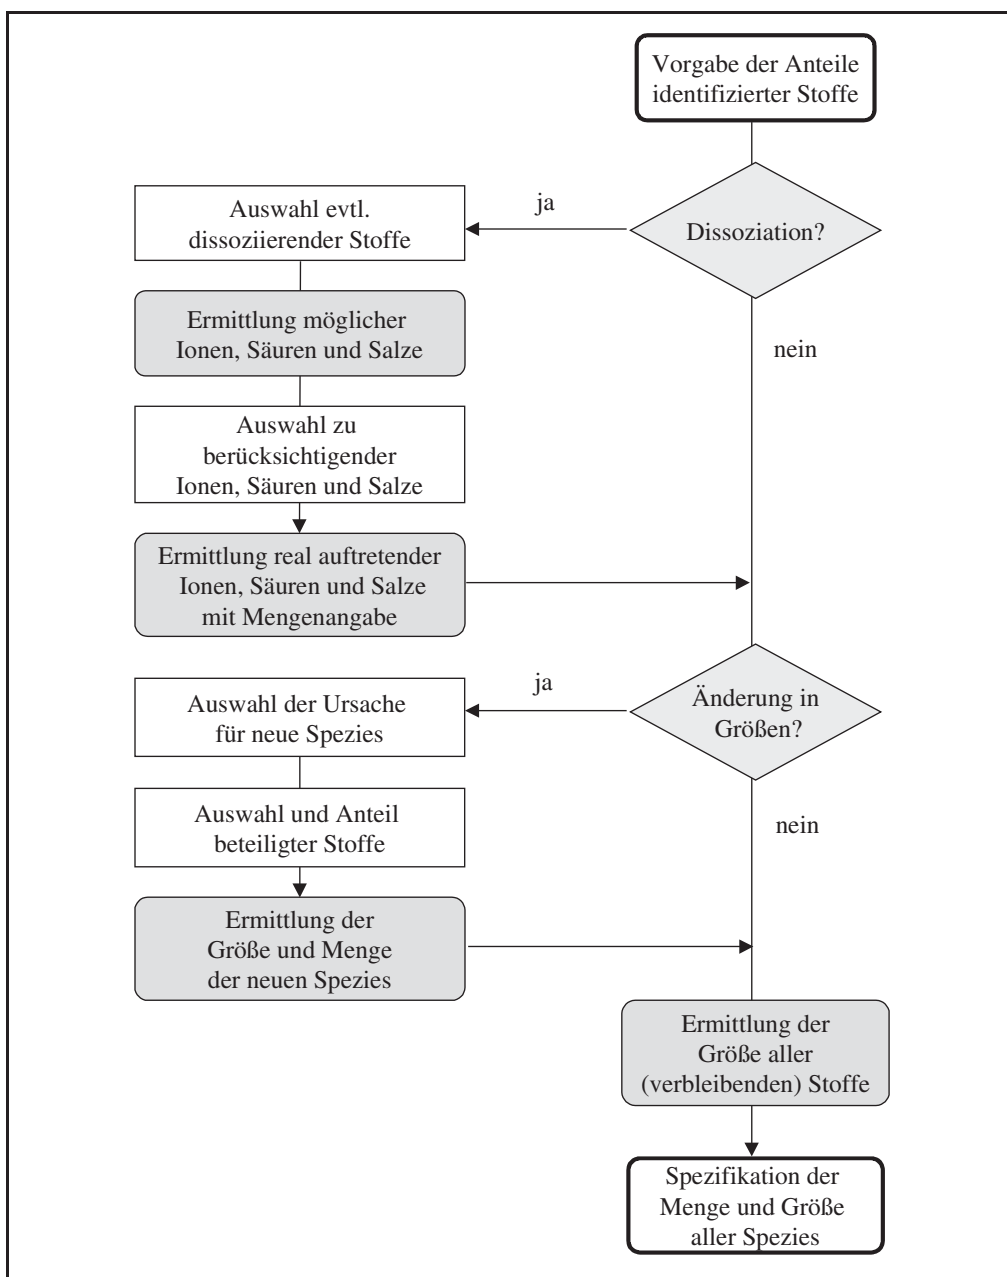 Vorgabe der Anteile
identifizierter Stoffe
Dissoziation?
ja
Auswahl evtl.
dissoziierender Stoffe
Ermittlung möglicher
Ionen, Säuren und Salze
Auswahl zu
berücksichtigender
Ionen, Säuren und Salze
Ermittlung real auftretender
Ionen, Säuren und Salze
mit Mengenangabe
nein
Änderung in
Größen?
ja
Auswahl der Ursache
für neue Spezies
Auswahl und Anteil
beteiligter Stoffe
Ermittlung der
Größe und Menge
der neuen Spezies
nein
Ermittlung der
Größe aller
(verbleibenden) Stoffe
Spezifikation der
Menge und Größe
aller Spezies